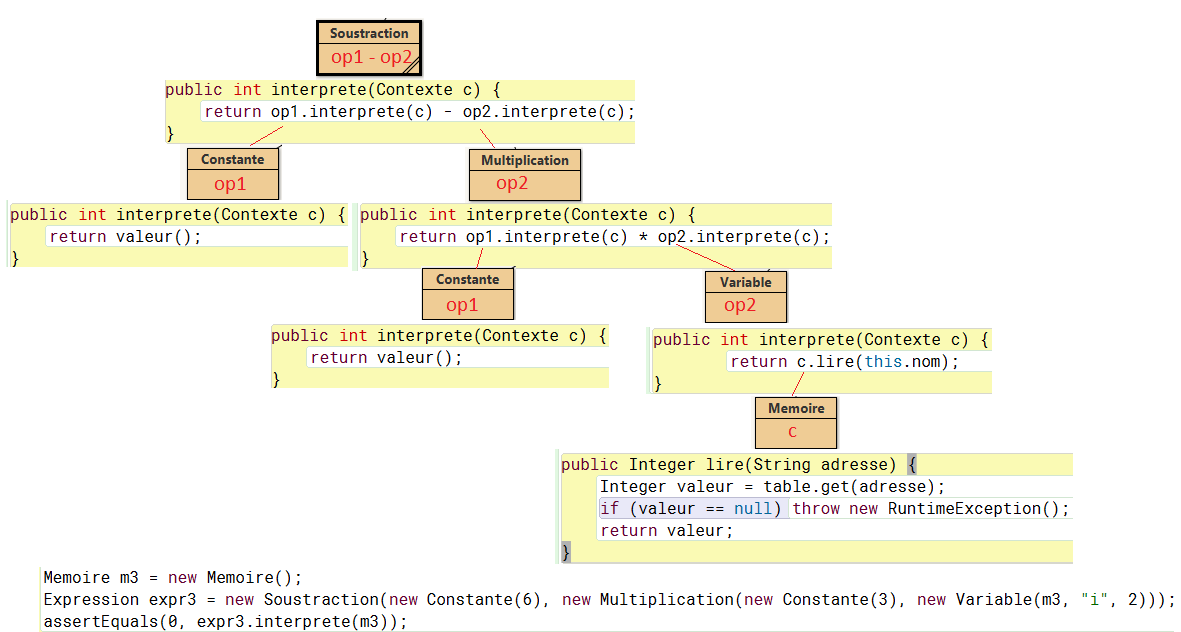 Soustraction
op1 - op2
public int interprete(Contexte c) {
return op1.interprete(c) - op2.interprete(c);
}
Constante
op1
Multiplication
op2
public int interprete(Contexte c) {
return valeur();
}
public int interprete(Contexte c) {
return op1.interprete(c) * op2.interprete(c);
}
Constante
op1
Variable
op2
public int interprete(Contexte c) {
return valeur();
}
public int interprete(Contexte c) {
return c.lire(this.nom);
}
Memoire
c
public Integer lire(String adresse) {
Integer valeur = table.get(adresse);
if (valeur == null) throw new RuntimeException();
return valeur;
}
Memoire m3 = new Memoire();
Expression expr3 = new Soustraction(new Constante(6), new Multiplication(new Constante(3), new Variable(m3, "i", 2)));
assertEquals(0, expr3.interprete(m3));